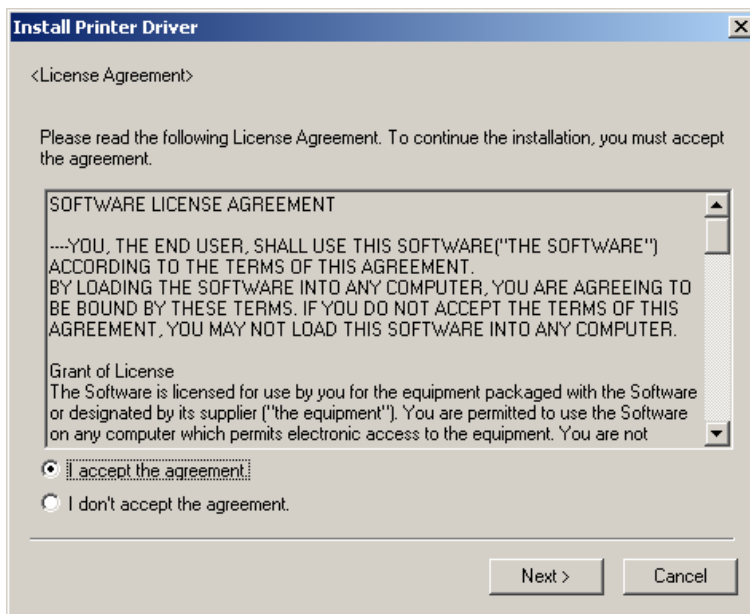 Install Printer Driver
<License Agreement>
Please read the following License Agreement. To continue the installation, you must accept
the agreement.
SOFTWARE LICENSE AGREEMENT
----YOU, THE END USER, SHALL USE THIS SOFTWARE("THE SOFTWARE")
ACCORDING TO THE TERMS OF THIS AGREEMENT.
BY LOADING THE SOFTWARE INTO ANY COMPUTER, YOU ARE AGREEING TO
BE BOUND BY THESE TERMS. IF YOU DO NOT ACCEPT THE TERMS OF THIS
AGREEMENT, YOU MAY NOT LOAD THIS SOFTWARE INTO ANY COMPUTER.
Grant of License
The Software is licensed for use by you for the equipment packaged with the Software
or designated by its supplier ("the equipment"). You are permitted to use the Software
on any computer which permits electronic access to the equipment. You are not
I accept the agreement.
I don't accept the agreement.
Next >
Cancel